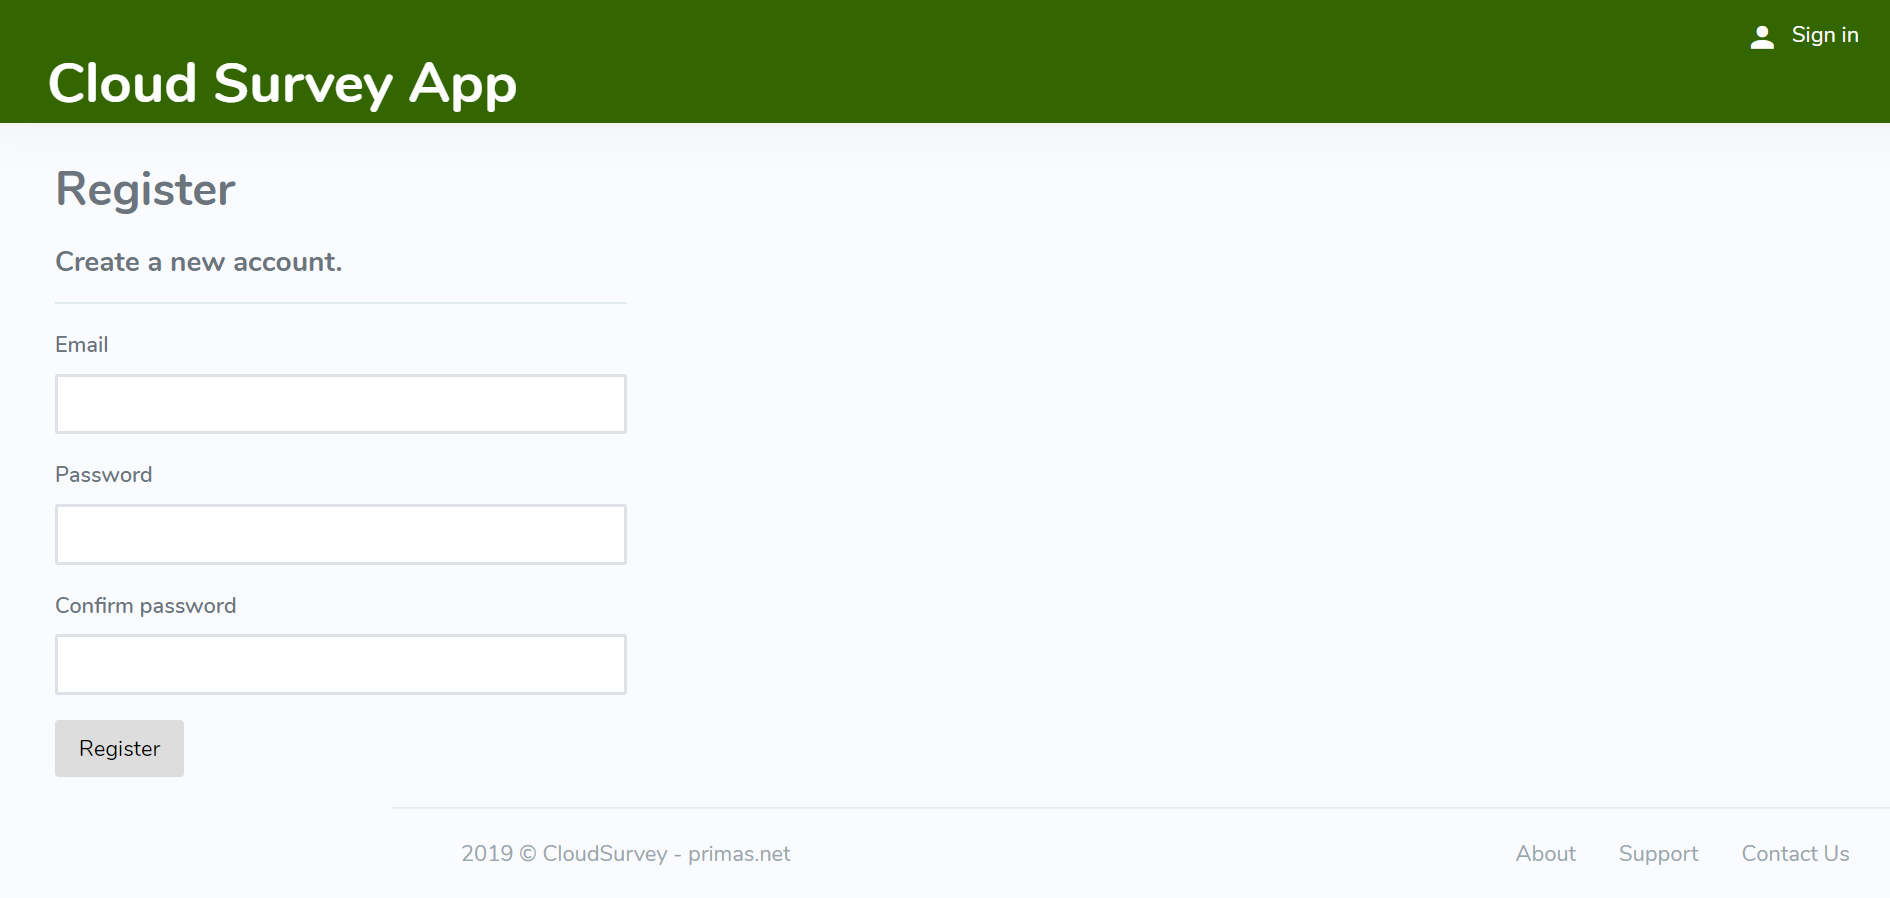 Sign in
Cloud Survey App
Register
Create a new account.
Email
Password
Confirm password
Register
2019 © CloudSurvey - primas.net About Support Contact Us